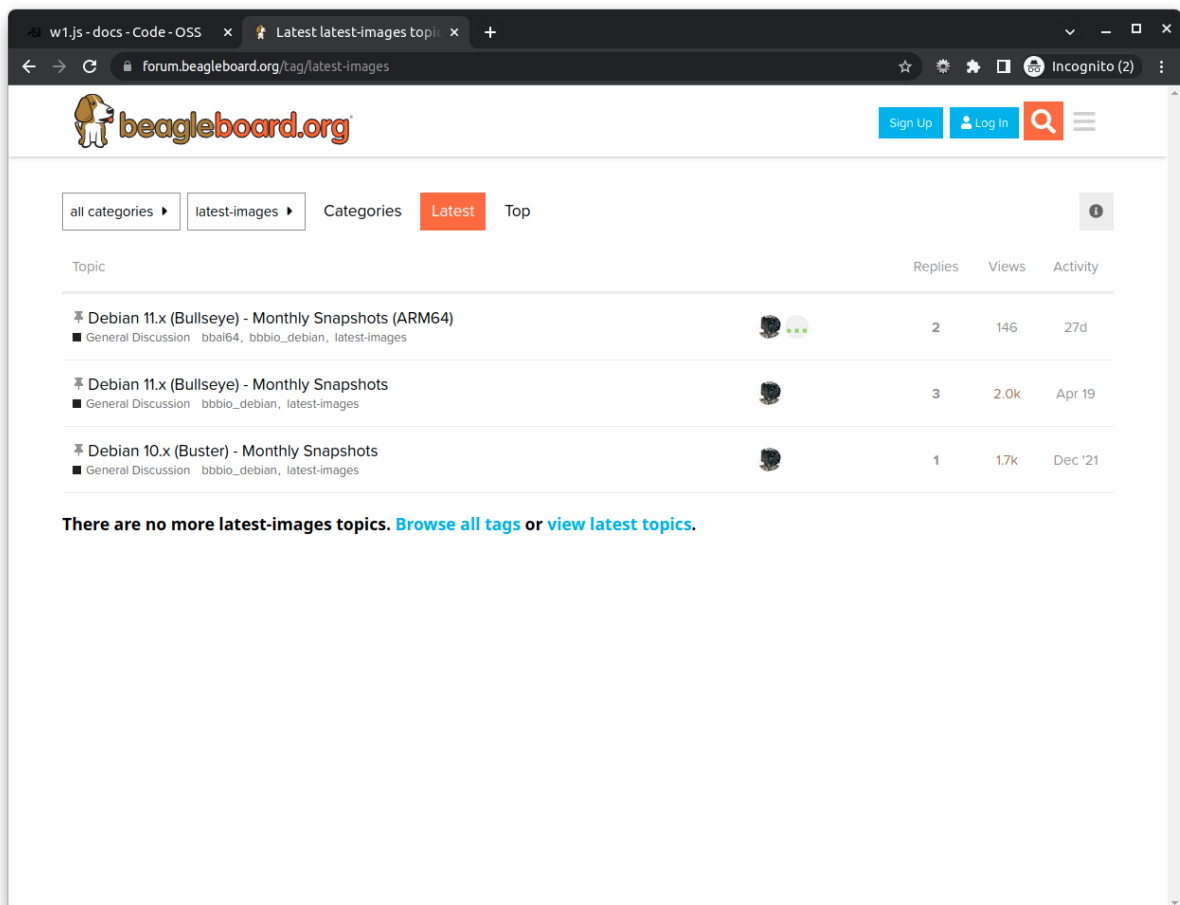 w1.js - docs - Code - OSS
Latest latest-images topic
forum.beagleboard.org/tag/latest-images
Incognito (2)
beagleboard.org
Sign Up
Log In
all categories
latest-images
Categories
Latest
Top
Topic Replies Views Activity
Debian 11.x (Bullseye) - Monthly Snapshots (ARM64)
General Discussion bbai64, bbbio_debian, latest-images
2 146 27d
Debian 11.x (Bullseye) - Monthly Snapshots
General Discussion bbbio_debian, latest-images
3 2.0k Apr 19
Debian 10.x (Buster) - Monthly Snapshots
General Discussion bbbio_debian, latest-images
1 1.7k Dec '21
There are no more latest-images topics. Browse all tags or view latest topics.